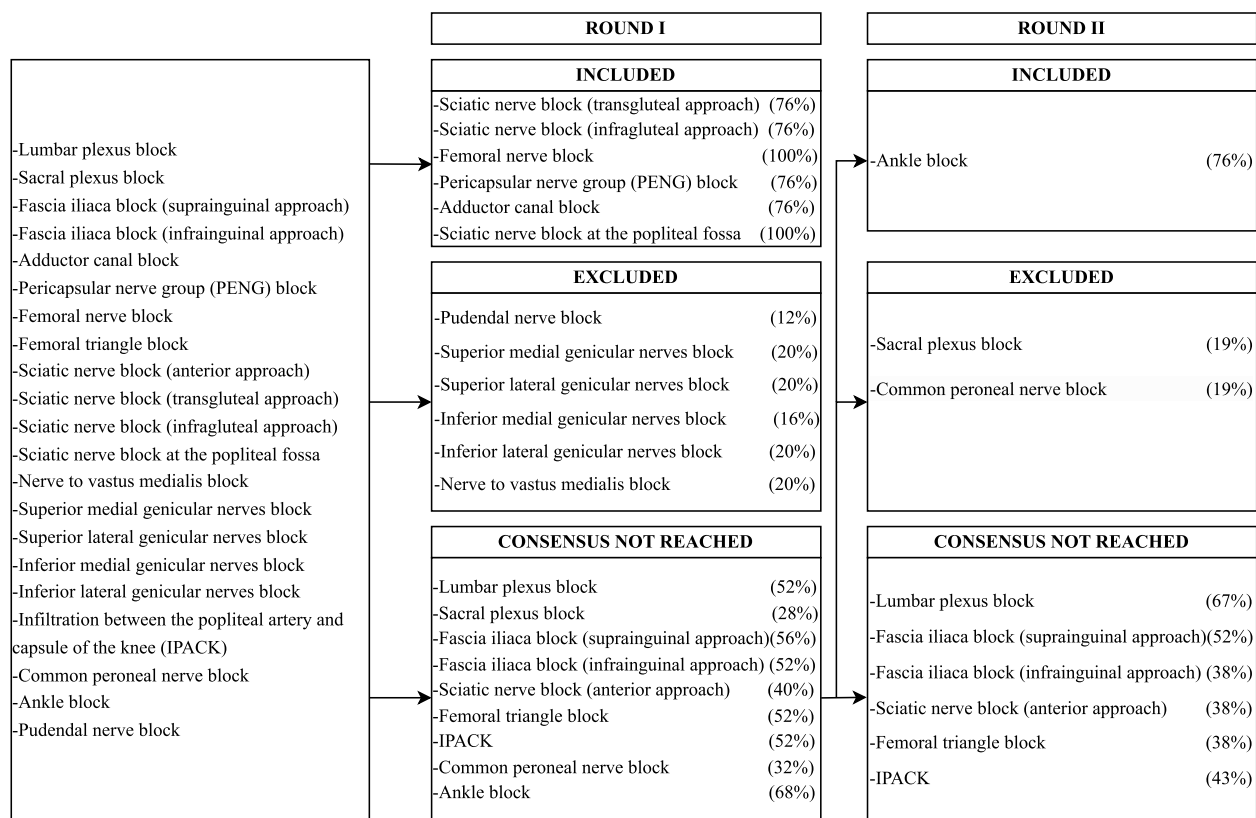 ROUND I
ROUND II
-Lumbar plexus block
-Sacral plexus block
-Fascia iliaca block (suprainguinal approach)
-Fascia iliaca block (infrainguinal approach)
-Adductor canal block
-Pericapsular nerve group (PENG) block
-Femoral nerve block
-Femoral triangle block
-Sciatic nerve block (anterior approach)
-Sciatic nerve block (transgluteal approach)
-Sciatic nerve block (infragluteal approach)
-Sciatic nerve block at the popliteal fossa
-Nerve to vastus medialis block
-Superior medial genicular nerves block
-Superior lateral genicular nerves block
-Inferior medial genicular nerves block
-Inferior lateral genicular nerves block
-Infiltration between the popliteal artery and
capsule of the knee (IPACK)
-Common peroneal nerve block
-Ankle block
-Pudendal nerve block
INCLUDED
-Sciatic nerve block (transgluteal approach) (76%)
-Sciatic nerve block (infragluteal approach) (76%)
-Femoral nerve block (100%)
-Pericapsular nerve group (PENG) block (76%)
-Adductor canal block (76%)
-Sciatic nerve block at the popliteal fossa (100%)
EXCLUDED
-Pudendal nerve block (12%)
-Superior medial genicular nerves block (20%)
-Superior lateral genicular nerves block (20%)
-Inferior medial genicular nerves block (16%)
-Inferior lateral genicular nerves block (20%)
-Nerve to vastus medialis block (20%)
CONSENSUS NOT REACHED
-Lumbar plexus block (52%)
-Sacral plexus block (28%)
-Fascia iliaca block (suprainguinal approach)(56%)
-Fascia iliaca block (infrainguinal approach) (52%)
-Sciatic nerve block (anterior approach) (40%)
-Femoral triangle block (52%)
-IPACK (52%)
-Common peroneal nerve block (32%)
-Ankle block (68%)
INCLUDED
-Ankle block (76%)
EXCLUDED
-Sacral plexus block (19%)
-Common peroneal nerve block (19%)
CONSENSUS NOT REACHED
-Lumbar plexus block (67%)
-Fascia iliaca block (suprainguinal approach)(52%)
-Fascia iliaca block (infrainguinal approach) (38%)
-Sciatic nerve block (anterior approach) (38%)
-Femoral triangle block (38%)
-IPACK (43%)